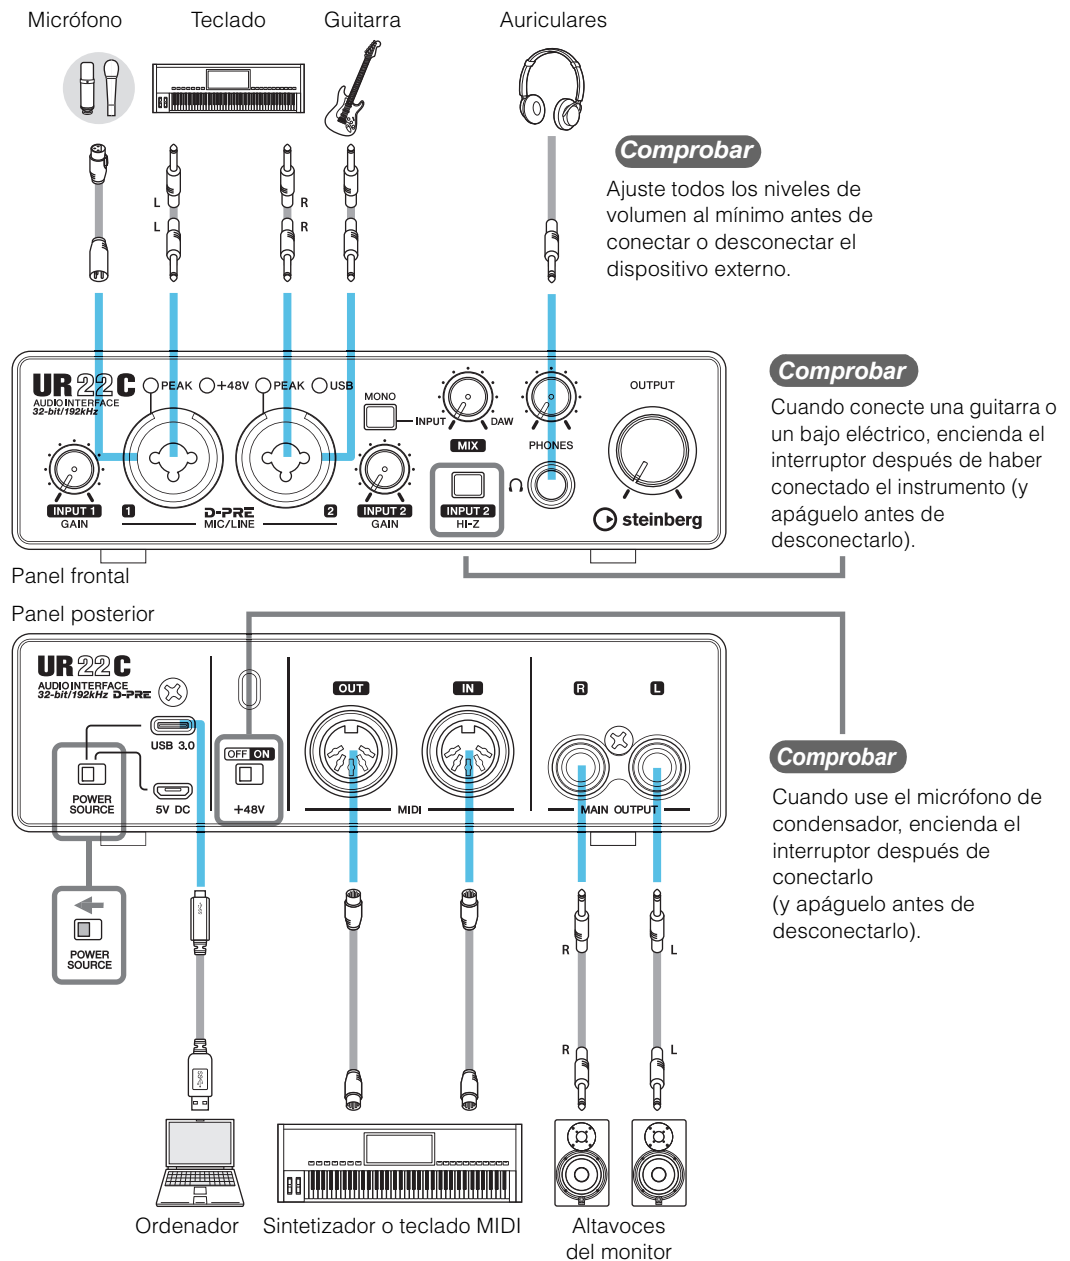 Micrófono
Teclado
Guitarra
Auriculares
Comprobar
Ajuste todos los niveles de
volumen al mínimo antes de
conectar o desconectar el
dispositivo externo.
L
R
L
R
UR22C
AUDIO INTERFACE
32-bit/192kHz
PEAK
+48V
PEAK
USB
MONO
INPUT
DAW
MIX
PHONES
OUTPUT
INPUT 1
GAIN
1
D-PRE
MIC/LINE
2
INPUT 2
GAIN
INPUT 2
HI-Z
steinberg
Comprobar
Cuando conecte una guitarra o
un bajo eléctrico, encienda el
interruptor después de haber
conectado el instrumento (y
apáguelo antes de
desconectarlo).
Panel frontal
Panel posterior
UR22C
AUDIO INTERFACE
32-bit/192kHz D-PRE
USB 3.0
POWER
SOURCE
5V DC
OFF ON
+48V
OUT
IN
MIDI
R
L
MAIN OUTPUT
Comprobar
Cuando use el micrófono de
condensador, encienda el
interruptor después de
conectarlo
(y apáguelo antes de
desconectarlo).
POWER
SOURCE
R
L
R
L
Ordenador
Sintetizador o teclado MIDI
Altavoces
del monitor